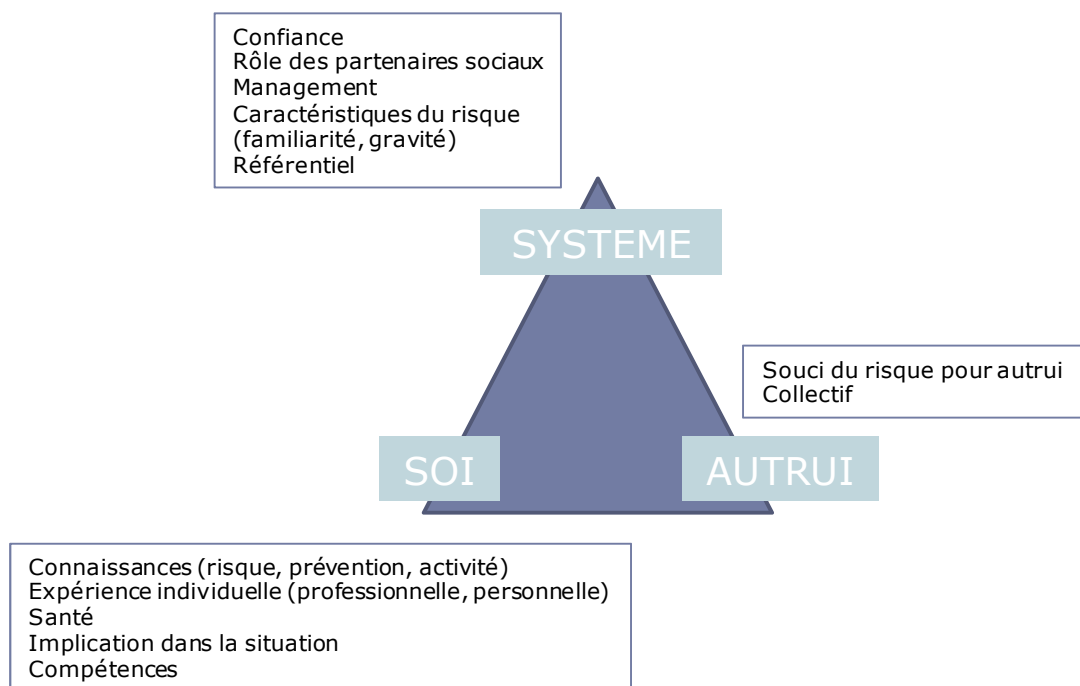 Confiance
Rôle des partenaires sociaux
Management
Caractéristiques du risque
(familiarité, gravité)
Référentiel
SYSTEME
Souci du risque pour autrui
Collectif
SOI
AUTRUI
Connaissances (risque, prévention, activité)
Expérience individuelle (professionnelle, personnelle)
Santé
Implication dans la situation
Compétences